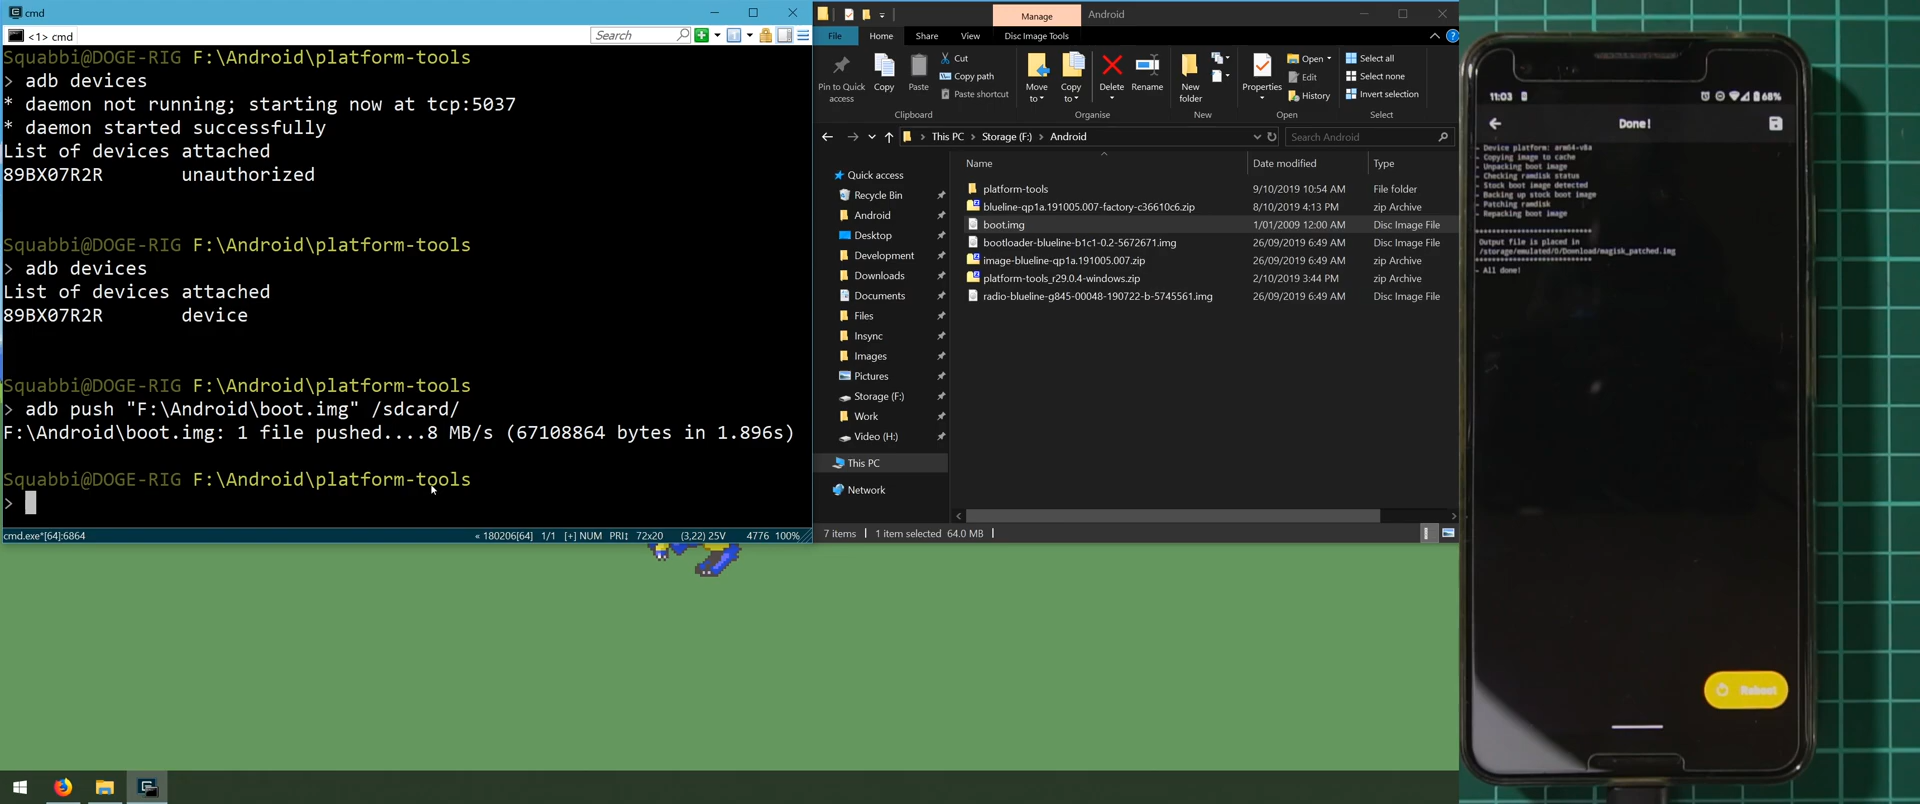 cmd
<1> cmd
Search
Squabbi@DOGE-RIG F:\Android\platform-tools
> adb devices
* daemon not running; starting now at tcp:5037
* daemon started successfully
List of devices attached
89BX07R2R unauthorized
Squabbi@DOGE-RIG F:\Android\platform-tools
> adb devices
List of devices attached
89BX07R2R device
Squabbi@DOGE-RIG F:\Android\platform-tools
> adb push "F:\Android\boot.img" /sdcard/
F:\Android\boot.img: 1 file pushed....8 MB/s (67108864 bytes in 1.896s)
Squabbi@DOGE-RIG F:\Android\platform-tools
>
cmd.exe*[64]:6864 « 180206[64] 1/1 [+] NUM PRI↕ 72x20 (3,22) 25V 4776 100%
Manage Android
File Home Share View Disc Image Tools
Pin to Quick access
Copy
Paste
Cut
Copy path
Paste shortcut
Clipboard
Move to
Copy to
Delete
Rename
Organise
New folder
New
Properties
Open
Edit
History
Open
Select all
Select none
Invert selection
Select
This PC > Storage (F:) > Android
Search Android
Name Date modified Type
Quick access
Recycle Bin
Android
Desktop
Development
Downloads
Documents
Files
Insync
Images
Pictures
Storage (F:)
Work
Video (H:)
This PC
Network
platform-tools 9/10/2019 10:54 AM File folder
blueline-qp1a.191005.007-factory-c36610c6.zip 8/10/2019 4:13 PM zip Archive
boot.img 1/01/2009 12:00 AM Disc Image File
bootloader-blueline-b1c1-0.2-5672671.img 26/09/2019 6:49 AM Disc Image File
image-blueline-qp1a.191005.007.zip 26/09/2019 6:49 AM zip Archive
platform-tools_r29.0.4-windows.zip 2/10/2019 3:44 PM zip Archive
radio-blueline-g845-00048-190722-b-5745561.img 26/09/2019 6:49 AM Disc Image File
7 items 1 item selected 64.0 MB
11:03 68%
Done!
- Device platform: arm64-v8a
- Copying image to cache
- Unpacking boot image
- Checking ramdisk status
- Stock boot image detected
- Backing up stock boot image
- Patching ramdisk
- Repacking boot image
****************************
Output file is placed in
/storage/emulated/0/Download/magisk_patched.img
****************************
- All done!
Reboot